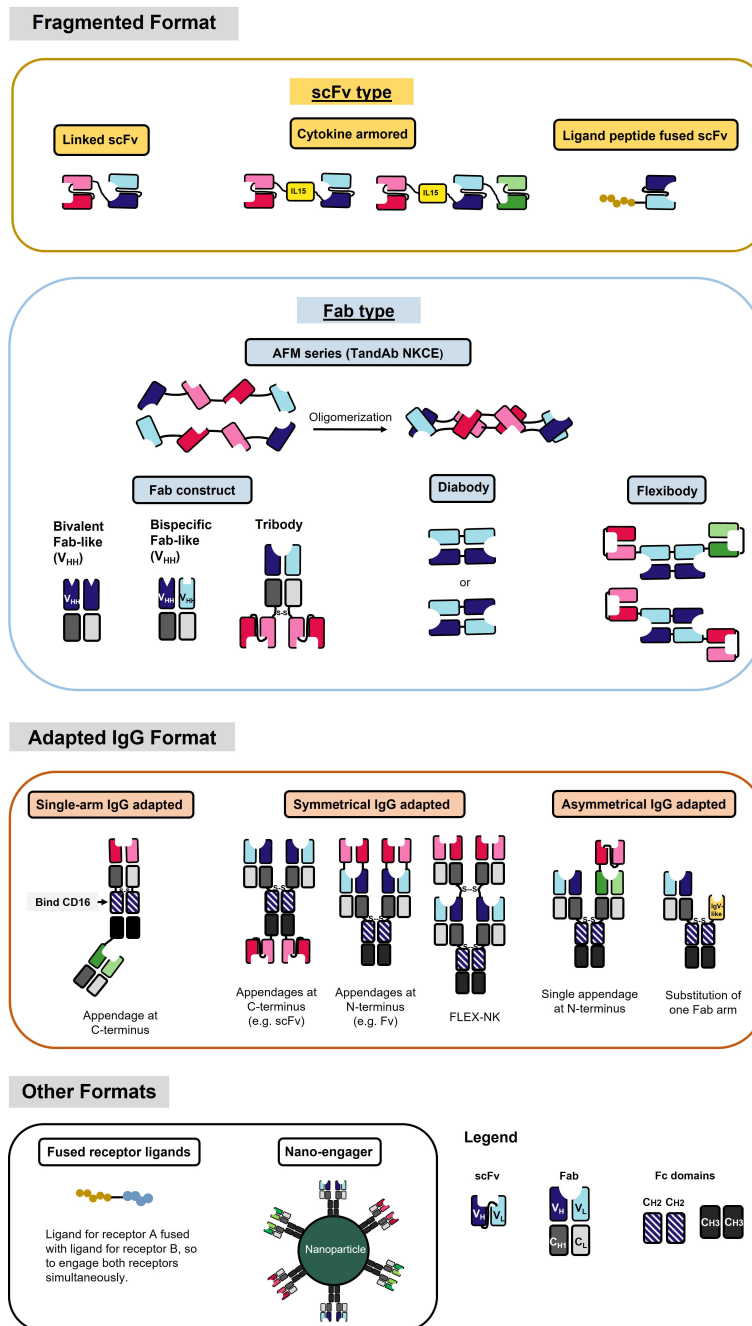 Fragmented Format
scFv type
Linked scFv
Cytokine armored
Ligand peptide fused scFv
IL15
IL15
Fab type
AFM series (TandAb NKCE)
Oligomerization
Fab construct
Diabody
Flexibody
Bivalent
Fab-like
(VHH)
Bispecific
Fab-like
(VHH)
Tribody
VHH
VHH
VHH
S-S
or
Adapted IgG Format
Single-arm IgG adapted
Symmetrical IgG adapted
Asymmetrical IgG adapted
Bind CD16
S-S
S-S
S--S
S--S
S--S
S--S
S--S
IgV-
like
Appendage at
C-terminus
Appendages at
C-terminus
(e.g. scFv)
Appendages at
N-terminus
(e.g. Fv)
FLEX-NK
Single appendage
at N-terminus
Substitution of
one Fab arm
Other Formats
Fused receptor ligands
Nano-engager
Ligand for receptor A fused
with ligand for receptor B, so
to engage both receptors
simultaneously.
Nanoparticle
Legend
scFv
Fab
Fc domains
VH VL
VH VL
CH1 CL
CH2 CH2
CH3 CH3